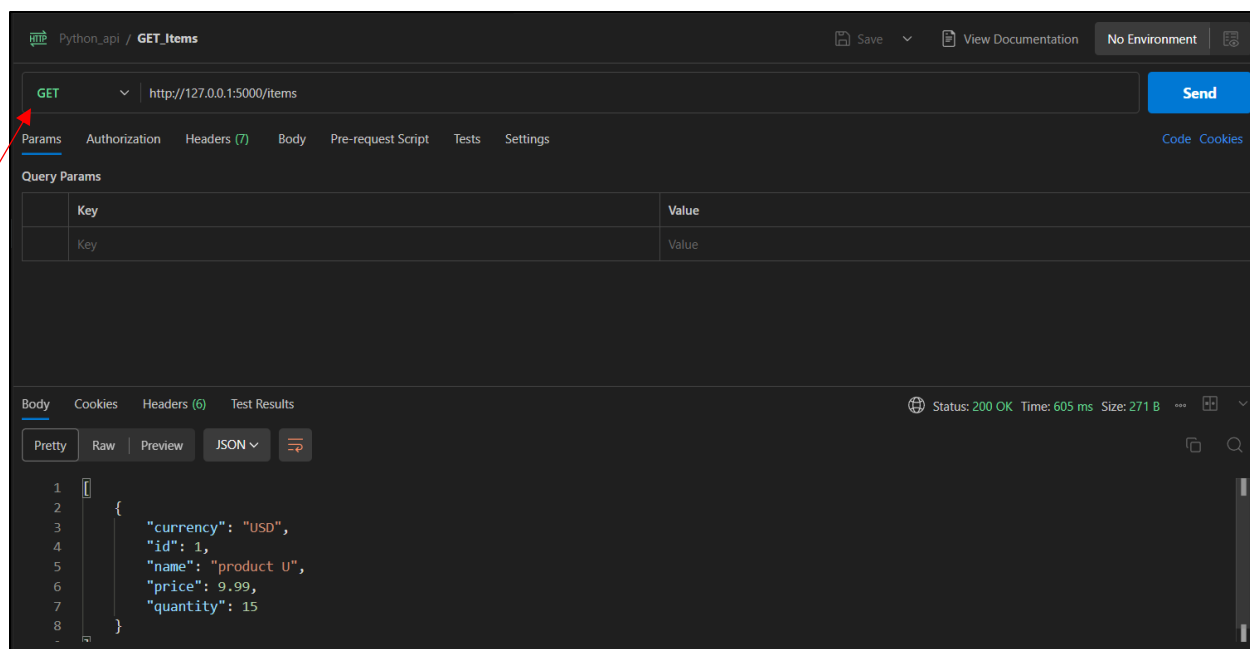 HTTP Python_api / GET_Items Save View Documentation No Environment
GET http://127.0.0.1:5000/items Send
Params Authorization Headers (7) Body Pre-request Script Tests Settings Code Cookies
Query Params
Key Value
Key Value
Body Cookies Headers (6) Test Results Status: 200 OK Time: 605 ms Size: 271 B
Pretty Raw Preview JSON
1 [
2 {
3 "currency": "USD",
4 "id": 1,
5 "name": "product U",
6 "price": 9.99,
7 "quantity": 15
8 }